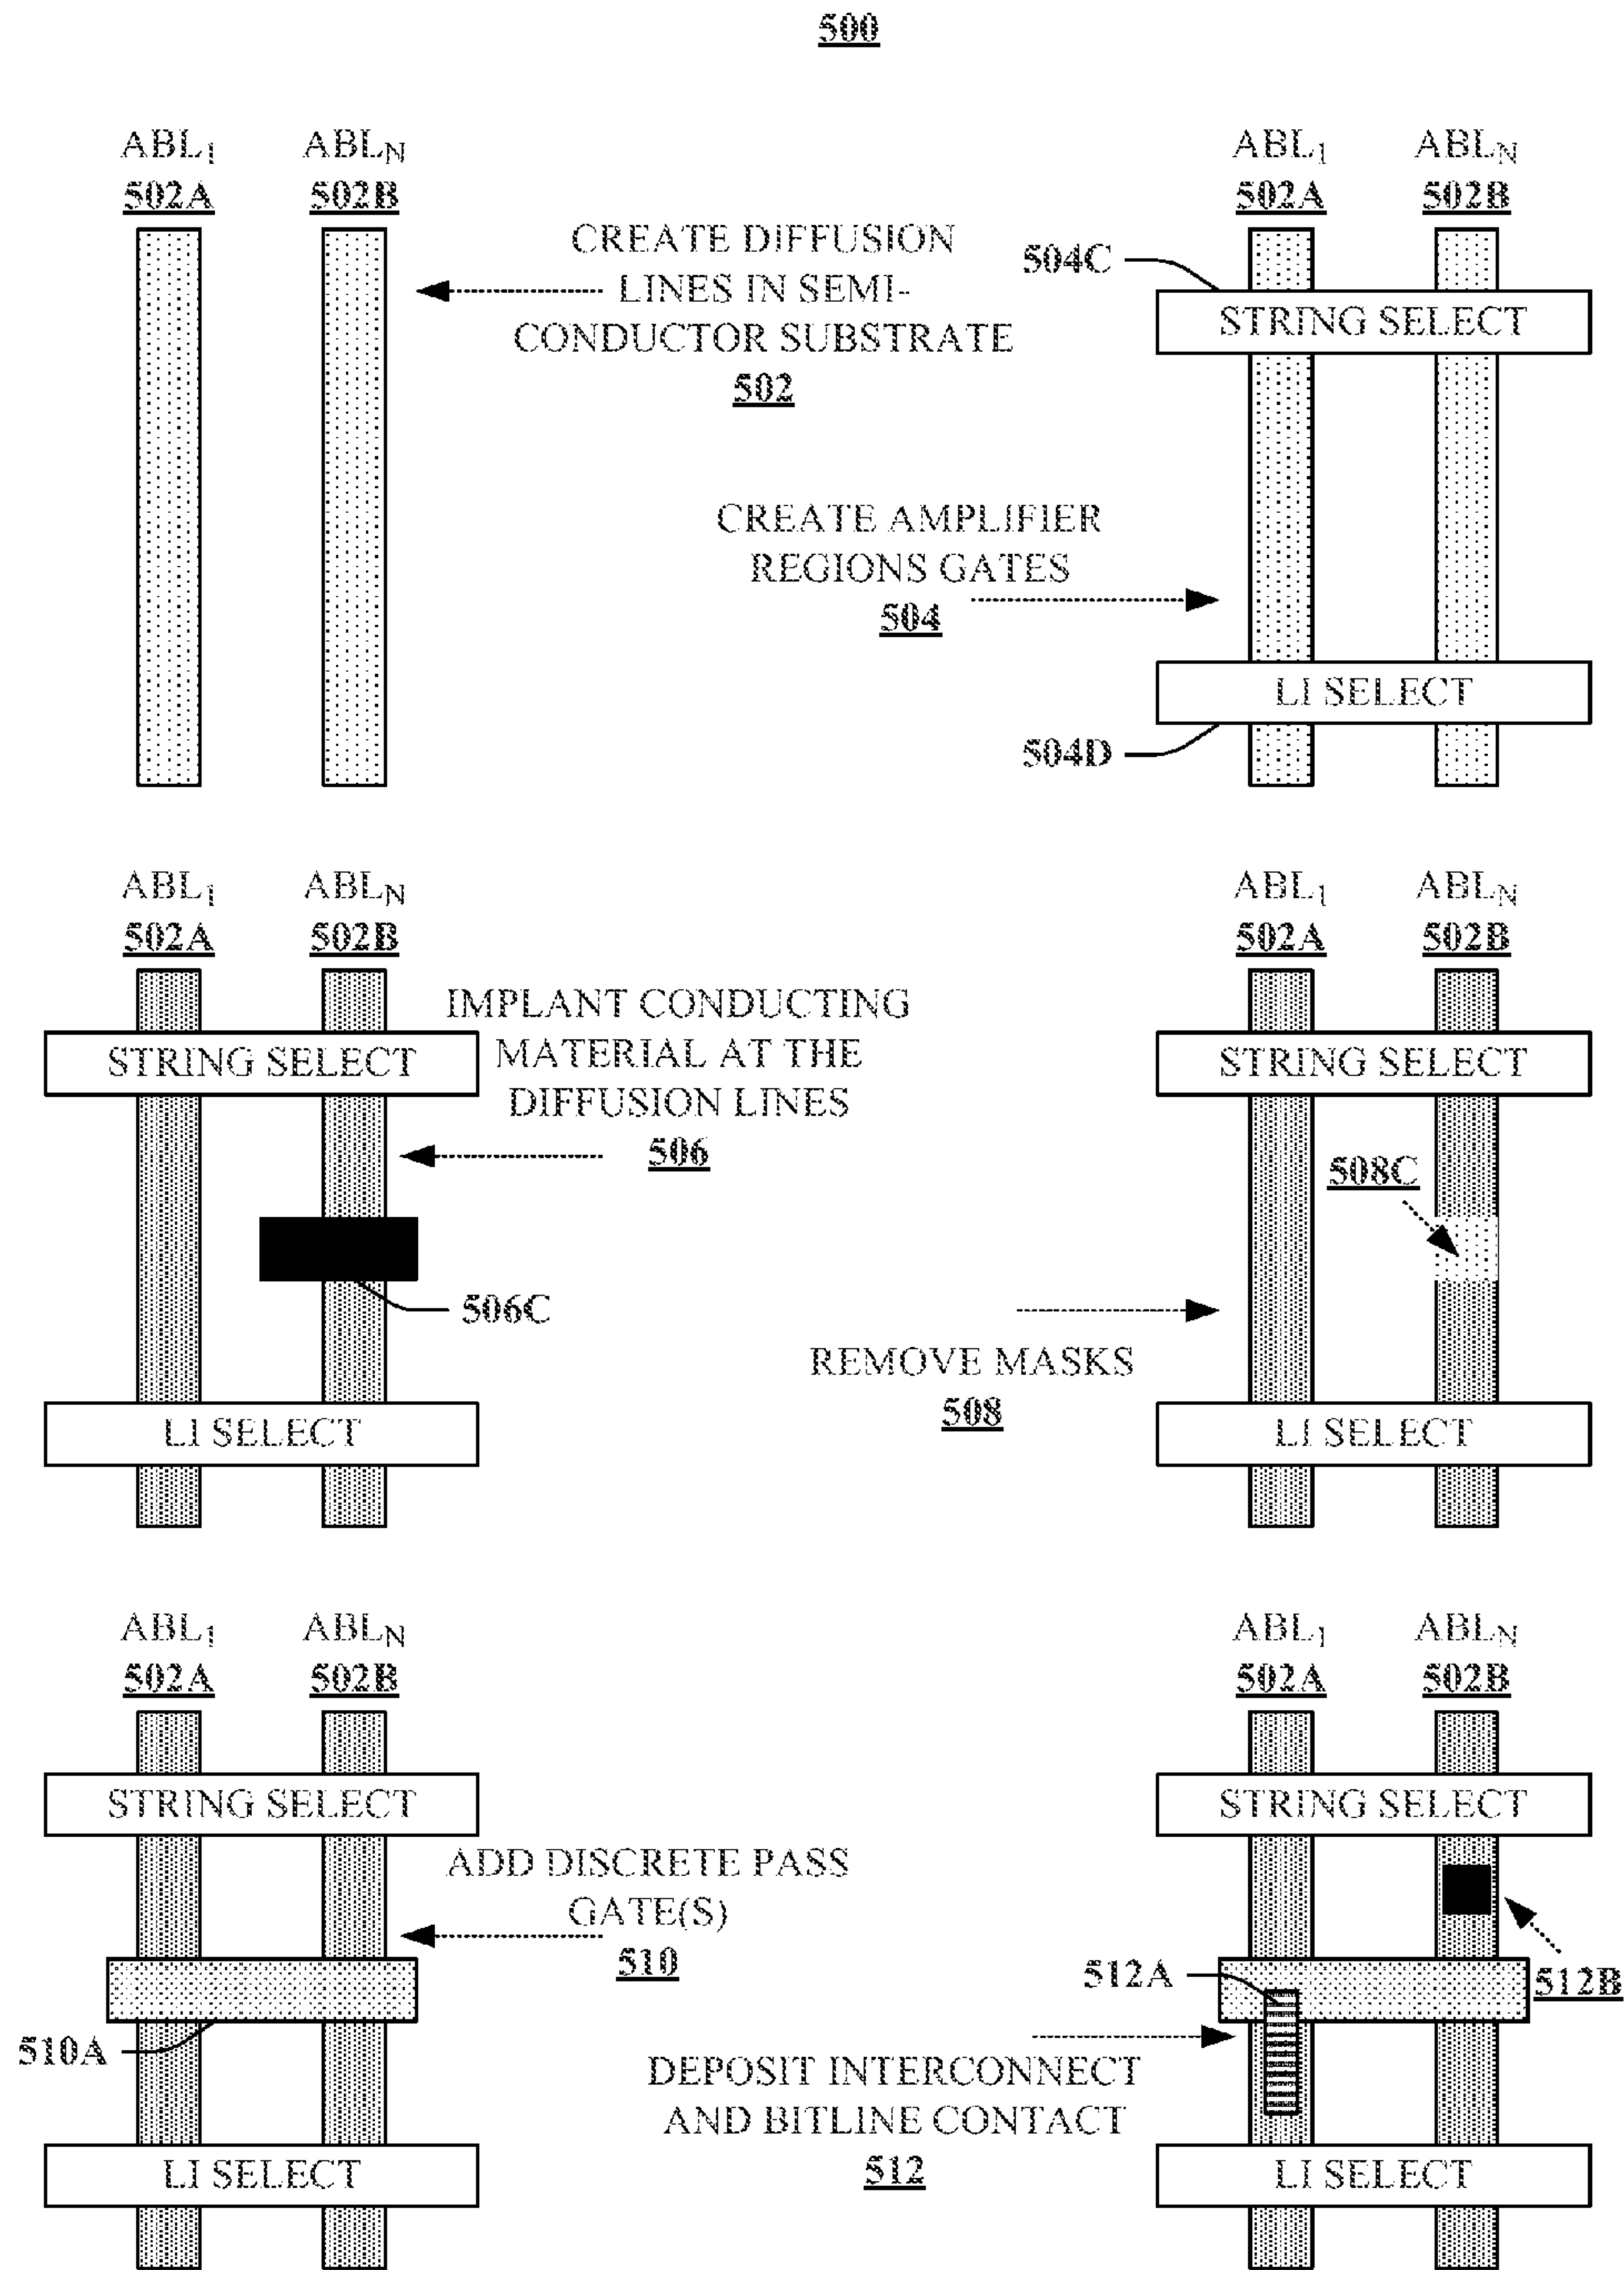 500
ABL1 ABLN
502A 502B
CREATE DIFFUSION
LINES IN SEMI-
CONDUCTOR SUBSTRATE
502
ABL1 ABLN
502A 502B
504C
STRING SELECT
CREATE AMPLIFIER
REGIONS GATES
504
LI SELECT
504D
ABL1 ABLN
502A 502B
STRING SELECT
IMPLANT CONDUCTING
MATERIAL AT THE
DIFFUSION LINES
506
506C
LI SELECT
ABL1 ABLN
502A 502B
STRING SELECT
508C
REMOVE MASKS
508
LI SELECT
ABL1 ABLN
502A 502B
STRING SELECT
ADD DISCRETE PASS
GATE(S)
510
510A
LI SELECT
ABL1 ABLN
502A 502B
STRING SELECT
512A
512B
DEPOSIT INTERCONNECT
AND BITLINE CONTACT
512
LI SELECT